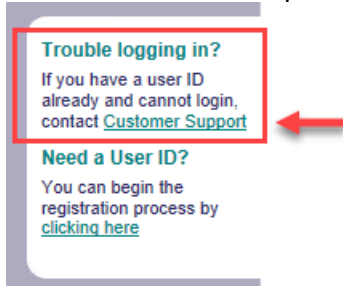 Trouble logging in?
If you have a user ID
already and cannot login,
contact Customer Support
Need a User ID?
You can begin the
registration process by
clicking here